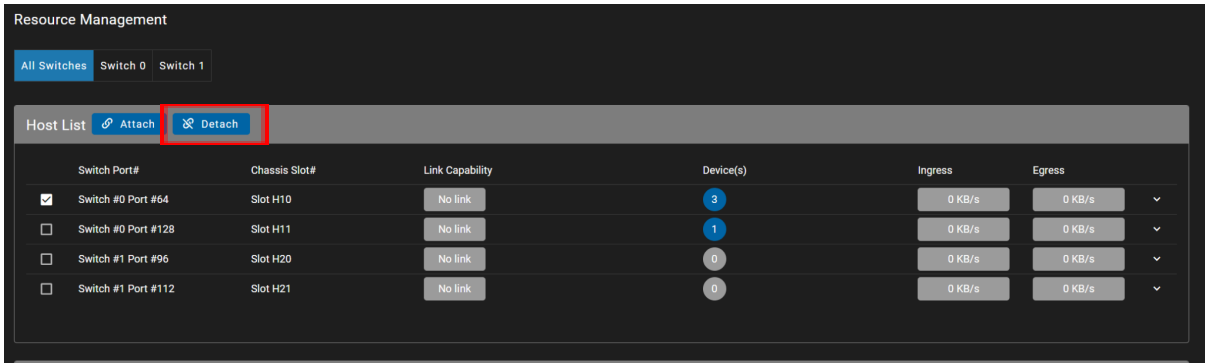 Resource Management
All Switches Switch 0 Switch 1
Host List Attach Detach
Switch Port# Chassis Slot# Link Capability Device(s) Ingress Egress
Switch #0 Port #64 Slot H10 No link 3 0 KB/s 0 KB/s
Switch #0 Port #128 Slot H11 No link 1 0 KB/s 0 KB/s
Switch #1 Port #96 Slot H20 No link 0 0 KB/s 0 KB/s
Switch #1 Port #112 Slot H21 No link 0 0 KB/s 0 KB/s